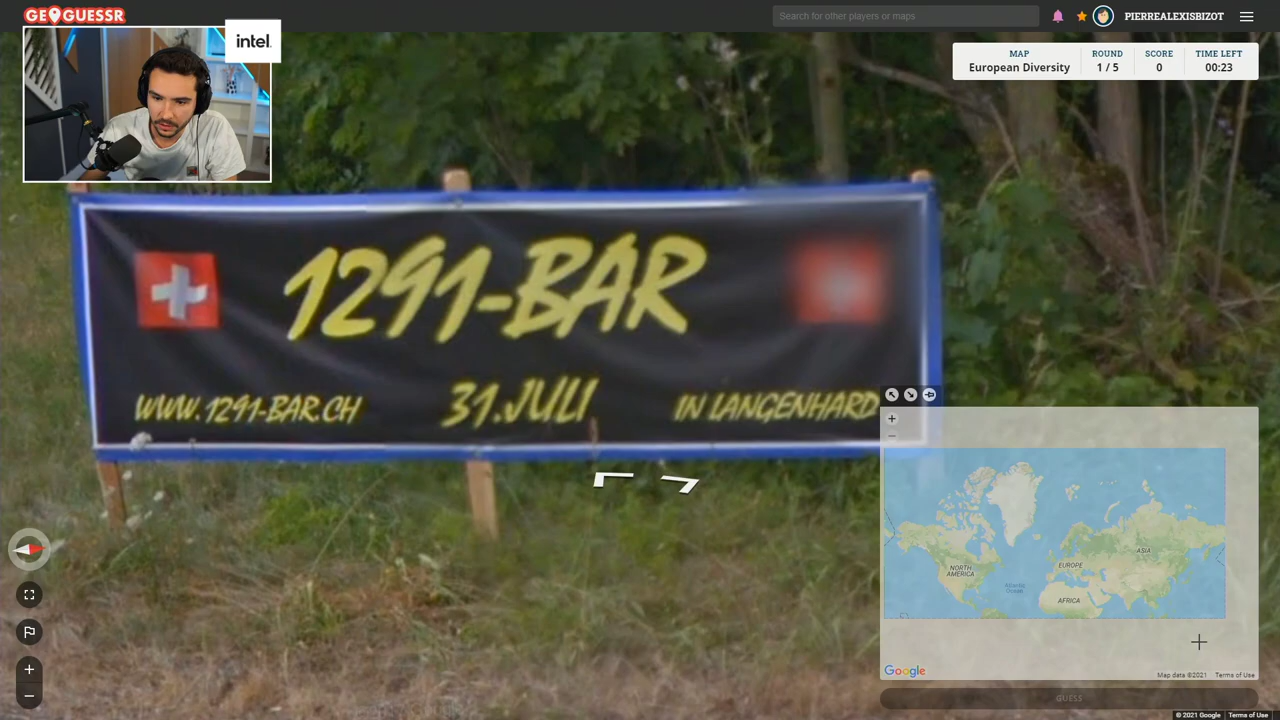 GEOGUESSR
intel.
Search for other players or maps
PIERREALEXISBIZOT
MAP
European Diversity
ROUND
1 / 5
SCORE
0
TIME LEFT
00:23
1291-BAR
WWW.1291-BAR.CH
31.JULI
IN LANGENHARD
NORTH
AMERICA
Atlantic
Ocean
EUROPE
ASIA
AFRICA
Google
Map data ©2021
Terms of Use
GUESS
© 2021 Google
Terms of Use